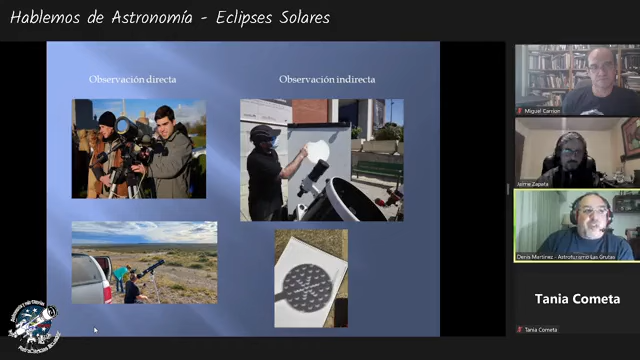 Hablemos de Astronomía - Eclipses Solares
Observación directa
Observación indirecta
Miguel Carrion
Jaime Zapata
Denis Martinez - Astroturismo Las Grutas
Tania Cometa
Tania Cometa